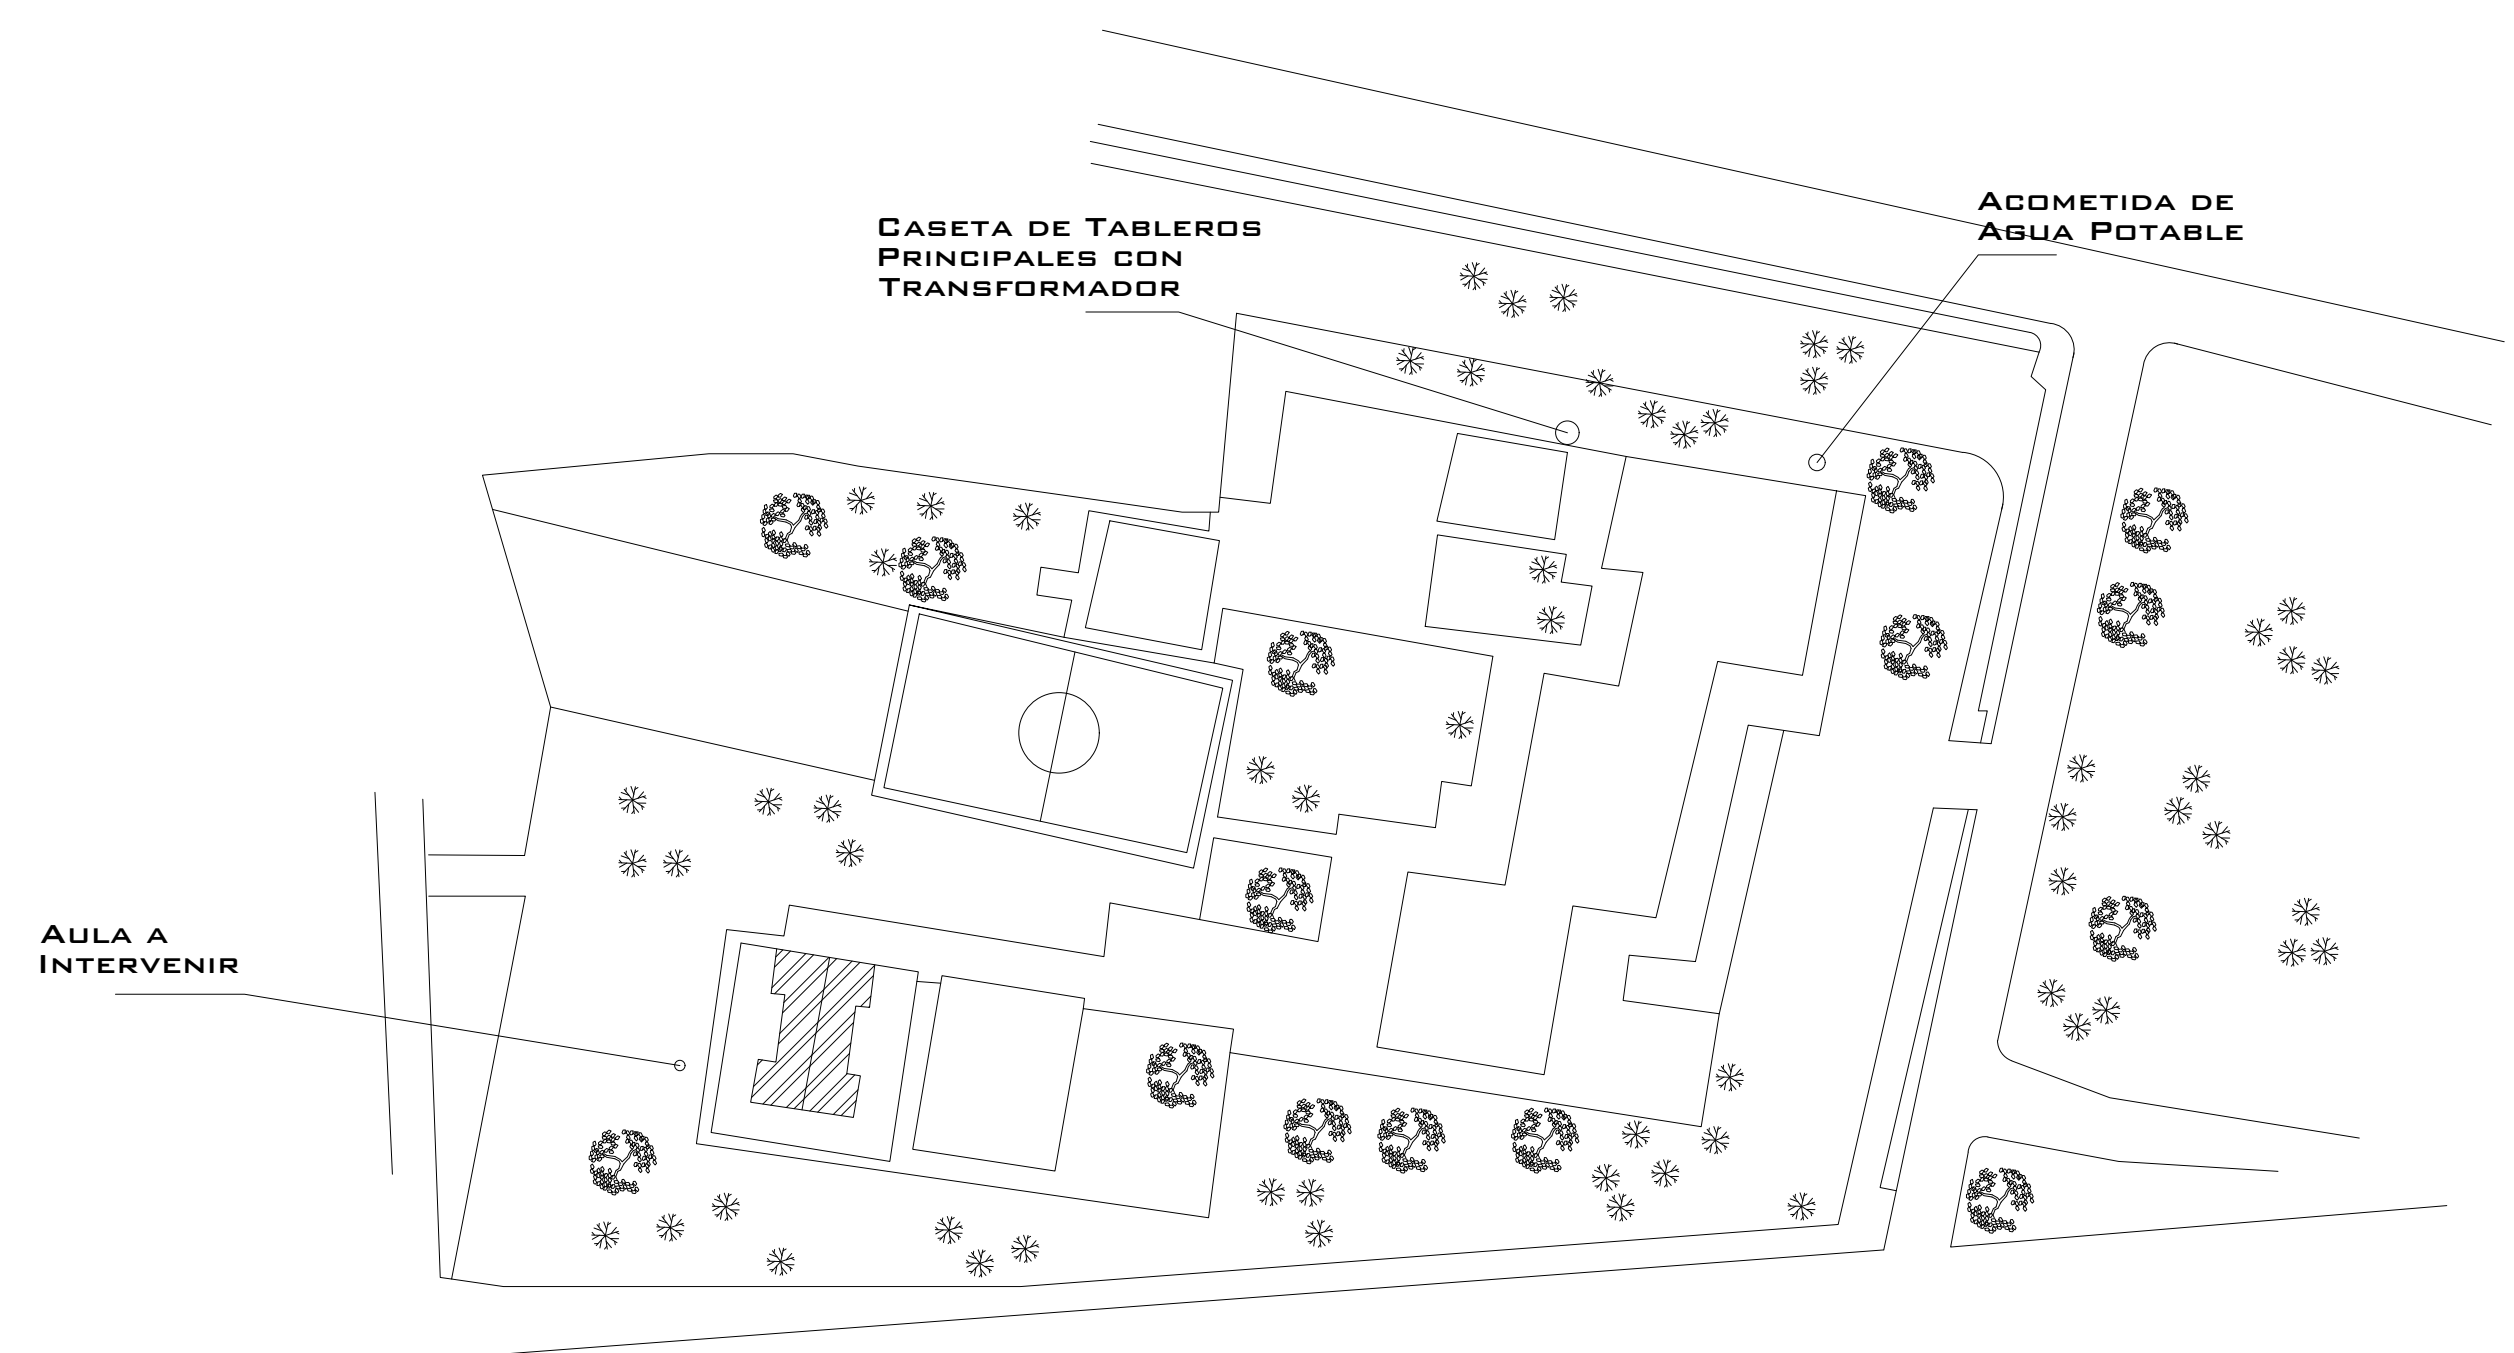 Acometida de
Agua Potable
Caseta de Tableros
Principales con
Transformador
Aula a
Intervenir